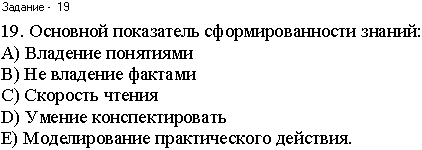 Задание - 19
19. Основной показатель сформированности знаний:
A) Владение понятиями
B) Не владение фактами
C) Скорость чтения
D) Умение конспектировать
E) Моделирование практического действия.